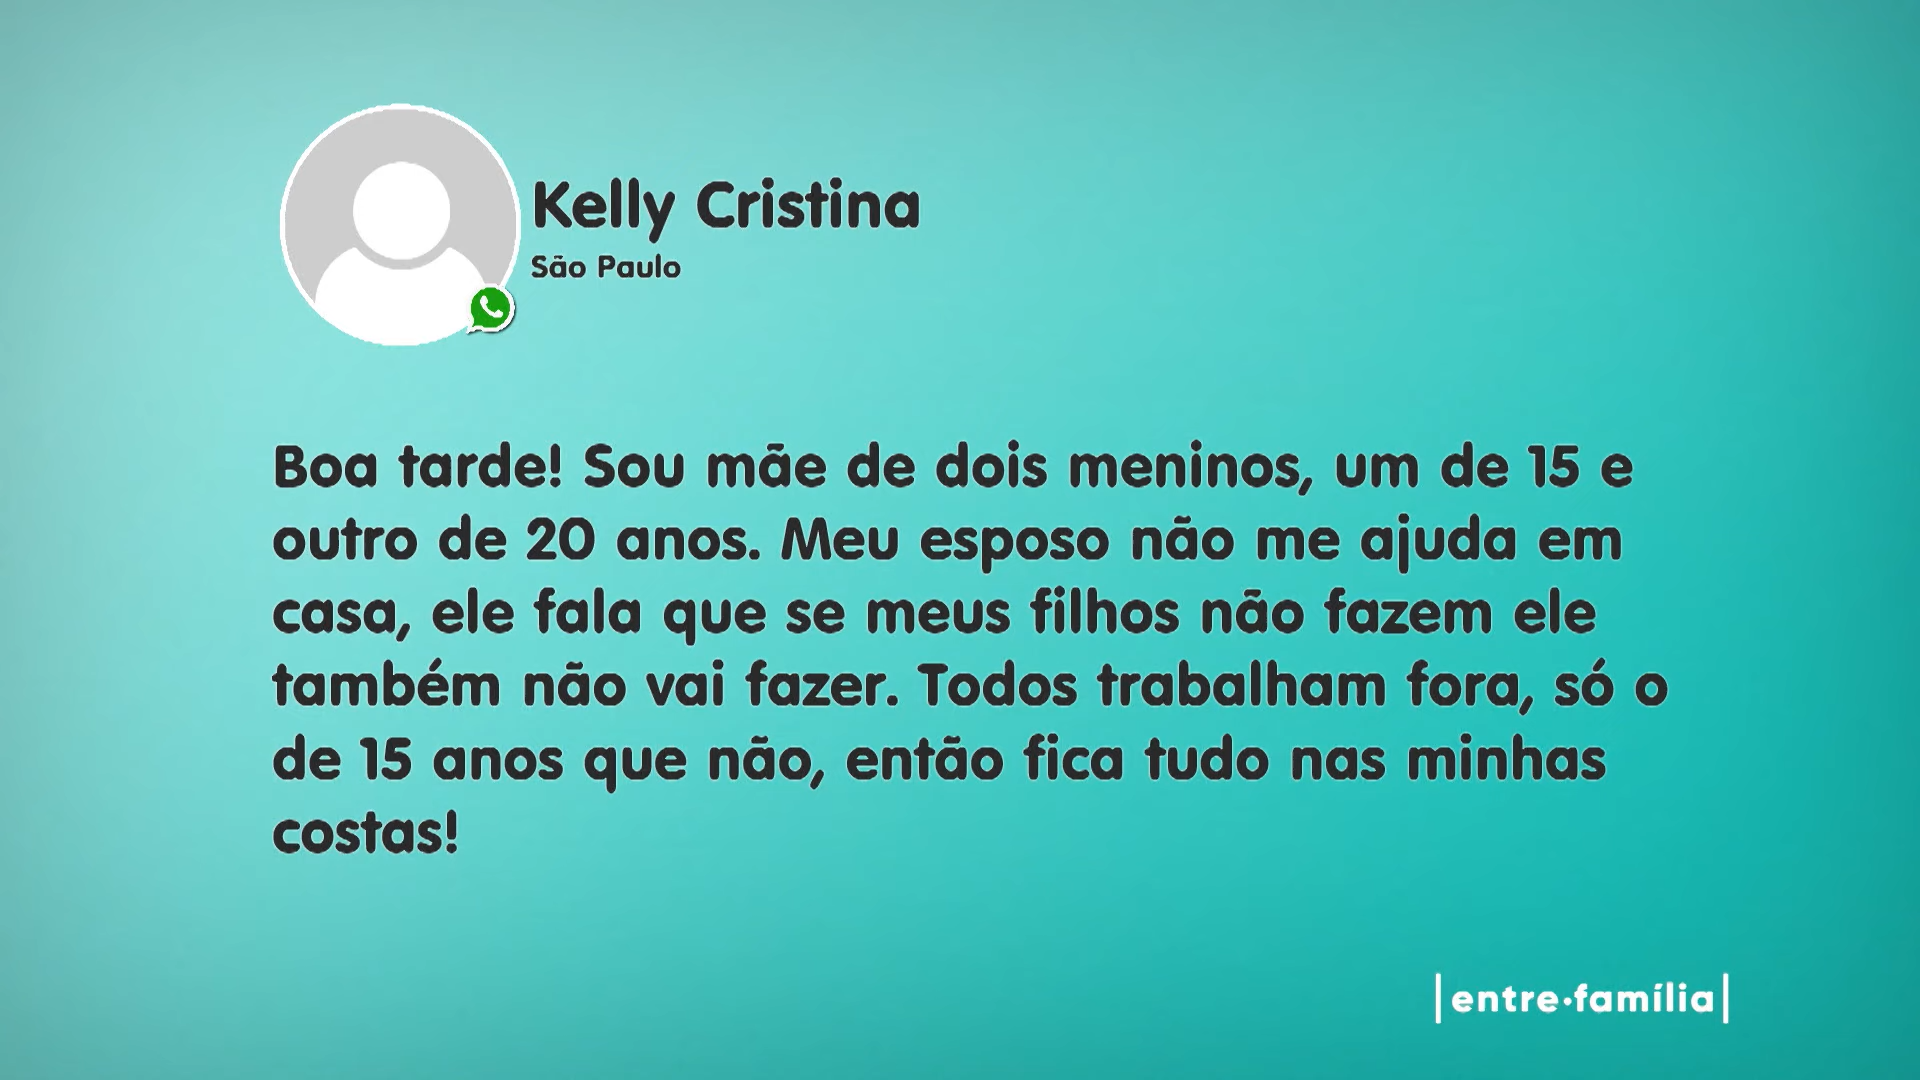 Kelly Cristina
São Paulo
Boa tarde! Sou mãe de dois meninos, um de 15 e
outro de 20 anos. Meu esposo não me ajuda em
casa, ele fala que se meus filhos não fazem ele
também não vai fazer. Todos trabalham fora, só o
de 15 anos que não, então fica tudo nas minhas
costas!
|entre·família|